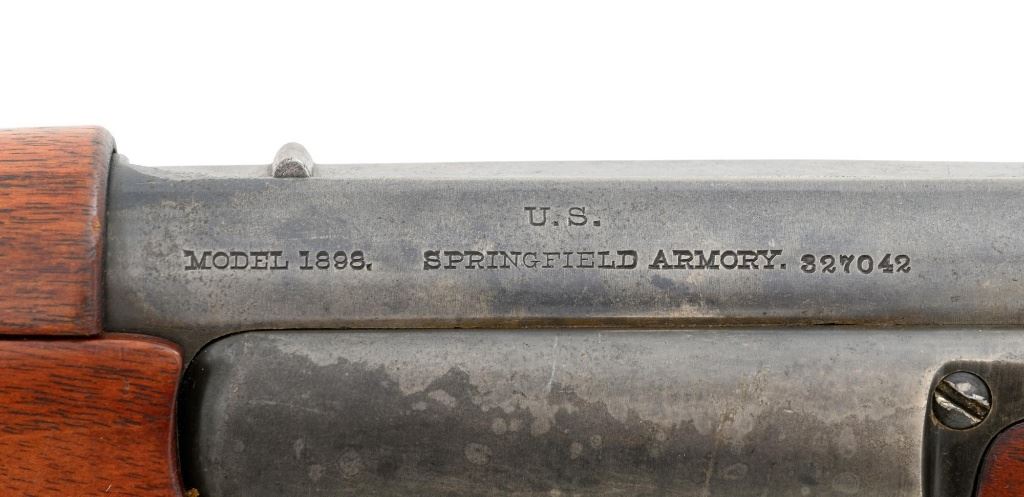 U.S.
MODEL 1898. SPRINGFIELD ARMORY. 327042